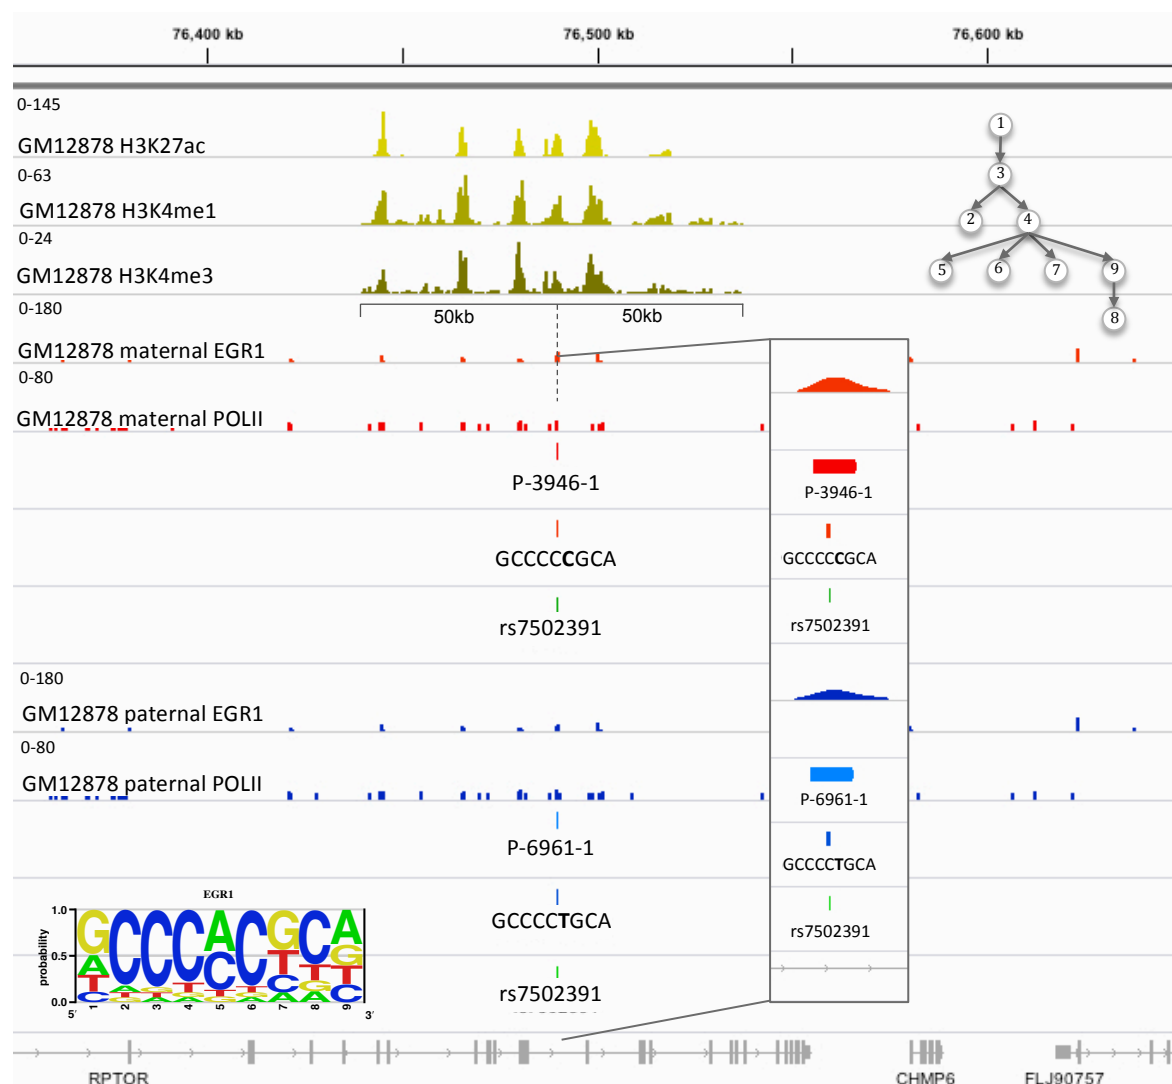 76,400 kb 76,500 kb 76,600 kb
0-145
GM12878 H3K27ac
0-63
GM12878 H3K4me1
0-24
GM12878 H3K4me3
1
3
2 4
5 6 7 9
8
50kb 50kb
0-180
GM12878 maternal EGR1
0-80
GM12878 maternal POLII
P-3946-1
GCCCCCGCA
rs7502391
0-180
GM12878 paternal EGR1
0-80
GM12878 paternal POLII
P-6961-1
GCCCCTGCA
rs7502391
P-3946-1
GCCCCCGCA
rs7502391
P-6961-1
GCCCCTGCA
rs7502391
EGR1
probability
1.0
0.5
0.0
GCCCACGCA
5' 1 2 3 4 5 6 7 8 9 3'
RPTOR CHMP6 FLJ90757